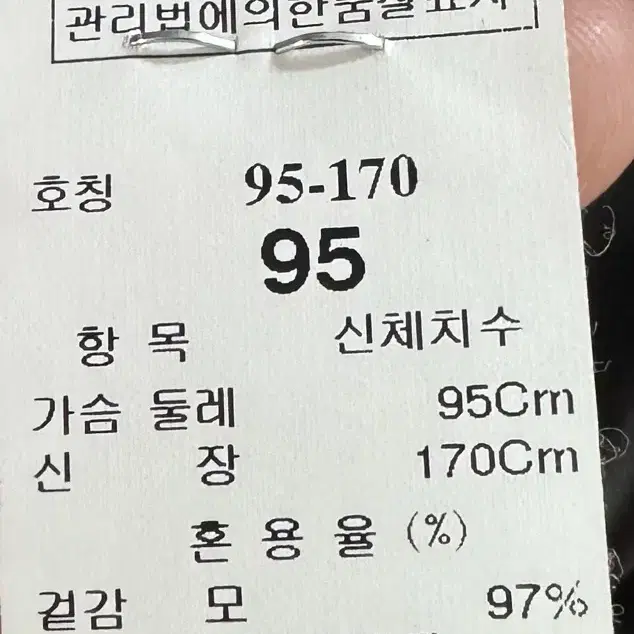 관리법에의한품질표시
호칭 95-170
95
항 목 신체치수
가슴 둘레 95Cm
신 장 170Cm
혼 용 율 (%)
겉감 모 97%